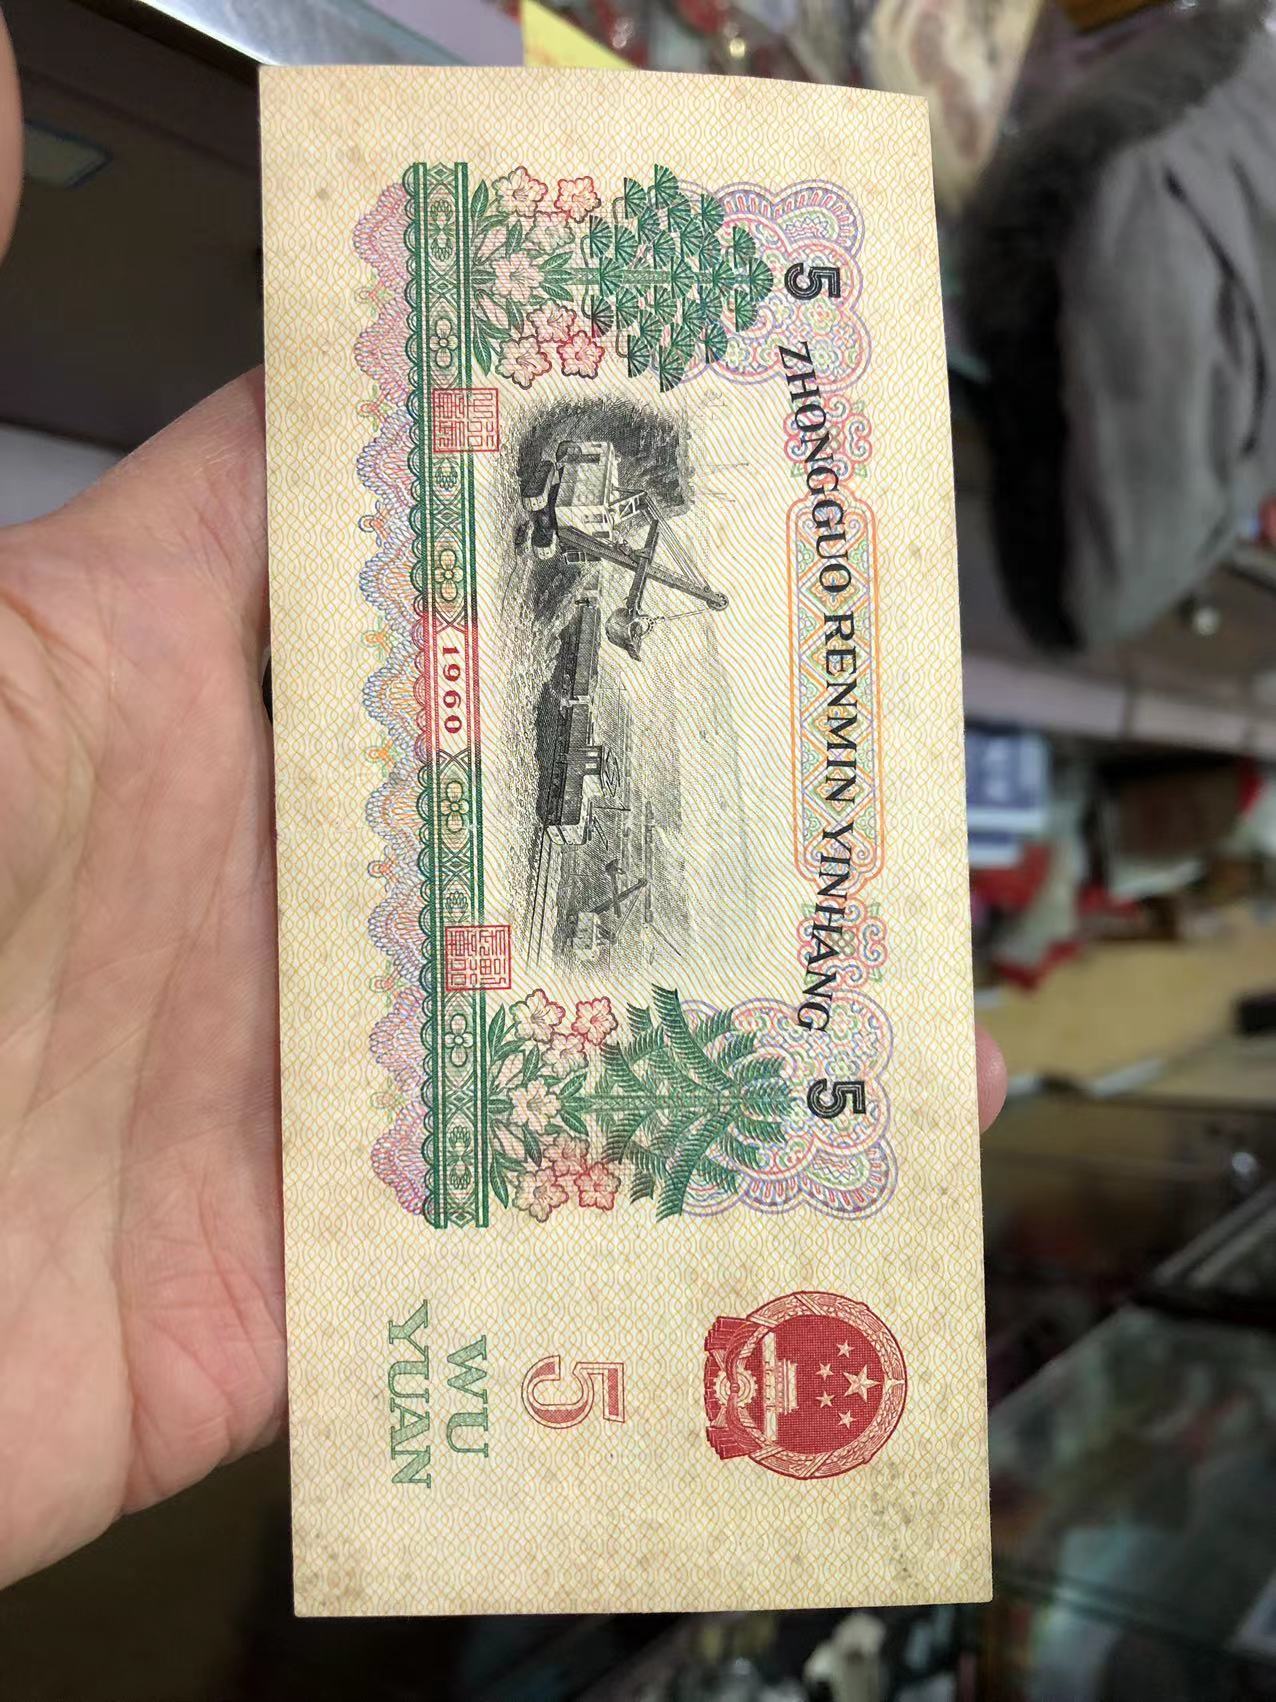 5 ZHONGGUO RENMIN YINHANG 5
1960
5
WU
YUAN